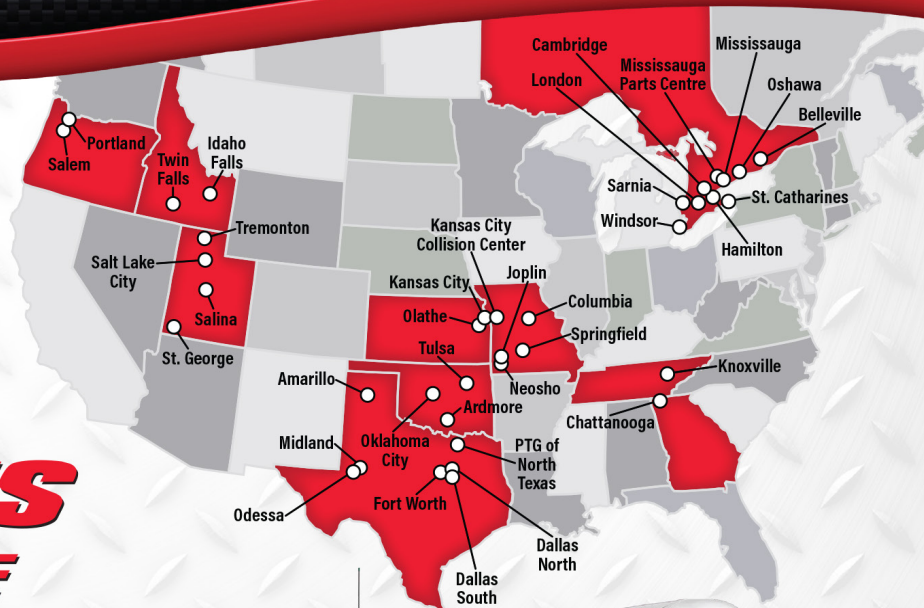 Cambridge
Mississauga
Mississauga
Parts Centre
London
Oshawa
Belleville
Portland
Salem
Twin
Falls
Idaho
Falls
Sarnia
St. Catharines
Windsor
Hamilton
Tremonton
Salt Lake
City
Salina
St. George
Kansas City
Collision Center
Joplin
Kansas City
Columbia
Olathe
Springfield
Tulsa
Neosho
Knoxville
Amarillo
Ardmore
Chattanooga
Oklahoma
City
Midland
PTG of
North
Texas
Fort Worth
Odessa
Dallas
North
Dallas
South